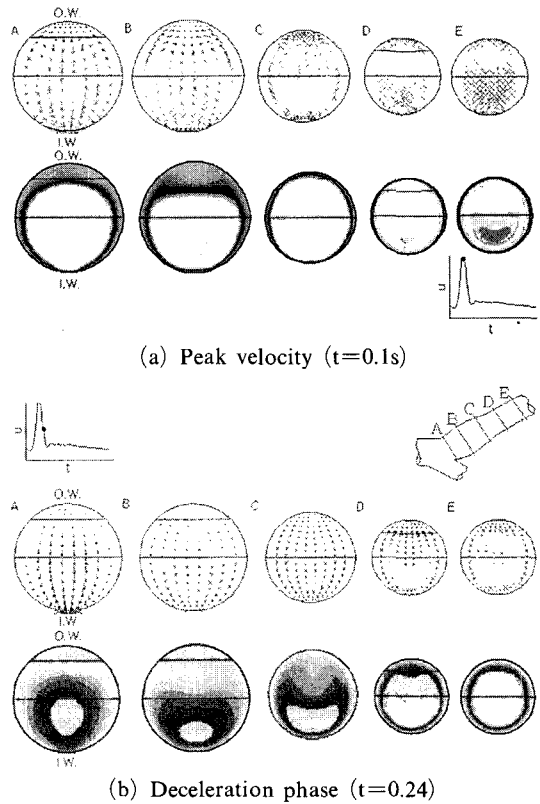 O.W.
A B C D E
I.W.
O.W.
I.W.
u
t
(a) Peak velocity (t=0.1s)
u
t
A B C D E
O.W.
A B C D E
I.W.
O.W.
I.W.
(b) Deceleration phase (t=0.24)